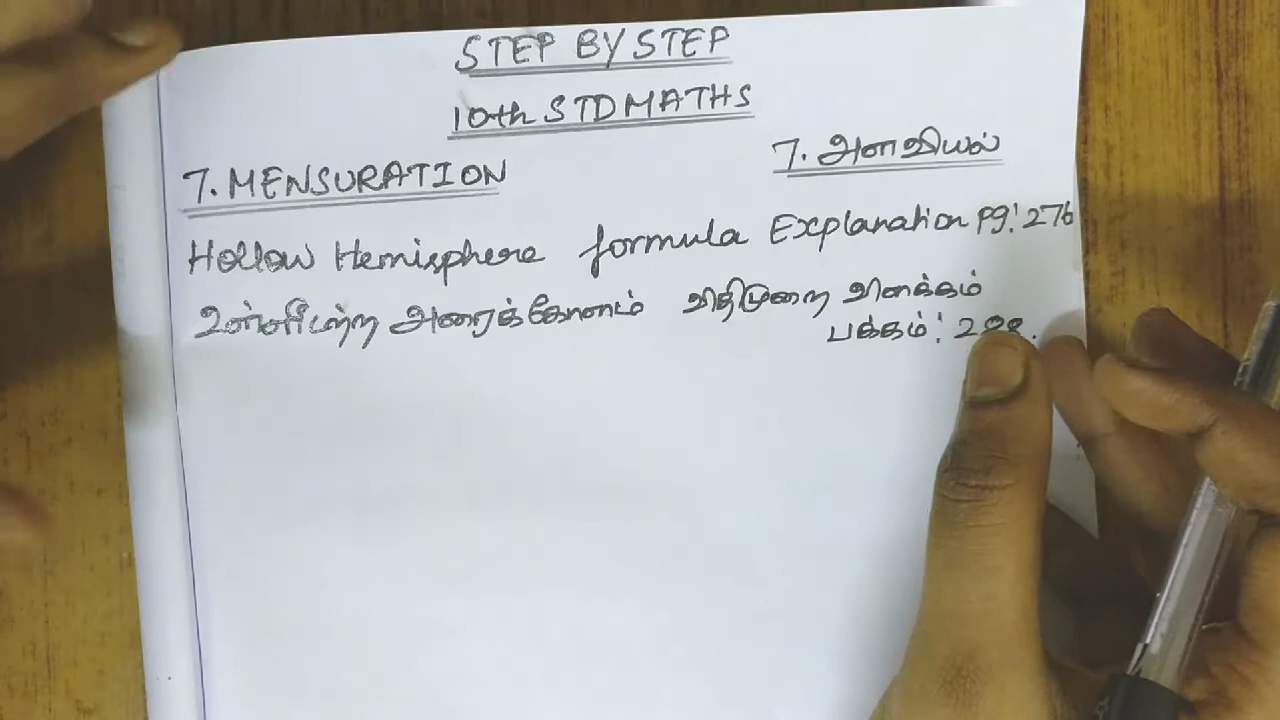 STEP BY STEP
10th STD MATHS
7. MENSURATION
7. அளவியல்
Hollow Hemisphere formula Explanation Pg: 276
உள்ளீடற்ற அரைக்கோளம் விதிமுறை விளக்கம்
பக்கம்: